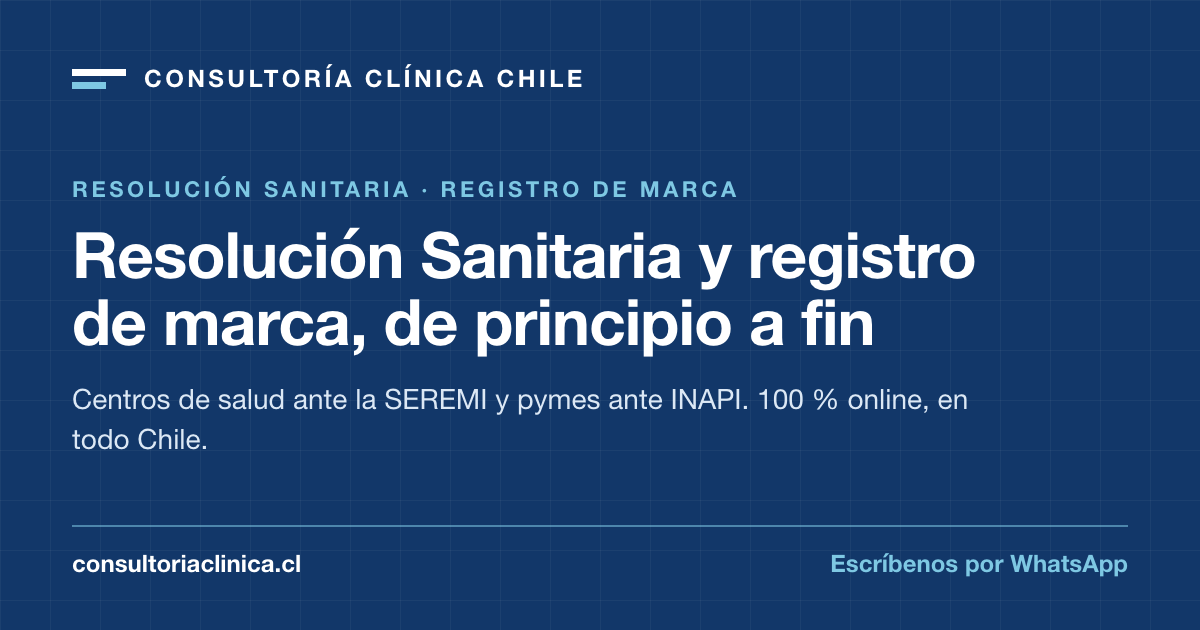 CONSULTORÍA CLÍNICA CHILE
RESOLUCIÓN SANITARIA · REGISTRO DE MARCA
Resolución Sanitaria y registro
de marca, de principio a fin
Centros de salud ante la SEREMI y pymes ante INAPI. 100 % online, en
todo Chile.
consultoriaclinica.cl
Escríbenos por WhatsApp